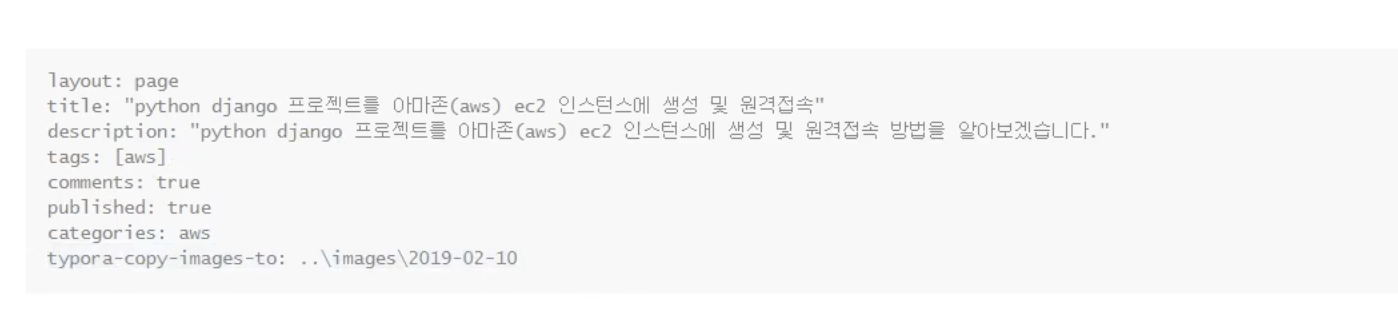 layout: page
title: "python django 프로젝트를 아마존(aws) ec2 인스턴스에 생성 및 원격접속"
description: "python django 프로젝트를 아마존(aws) ec2 인스턴스에 생성 및 원격접속 방법을 알아보겠습니다."
tags: [aws]
comments: true
published: true
categories: aws
typora-copy-images-to: ..\images\2019-02-10